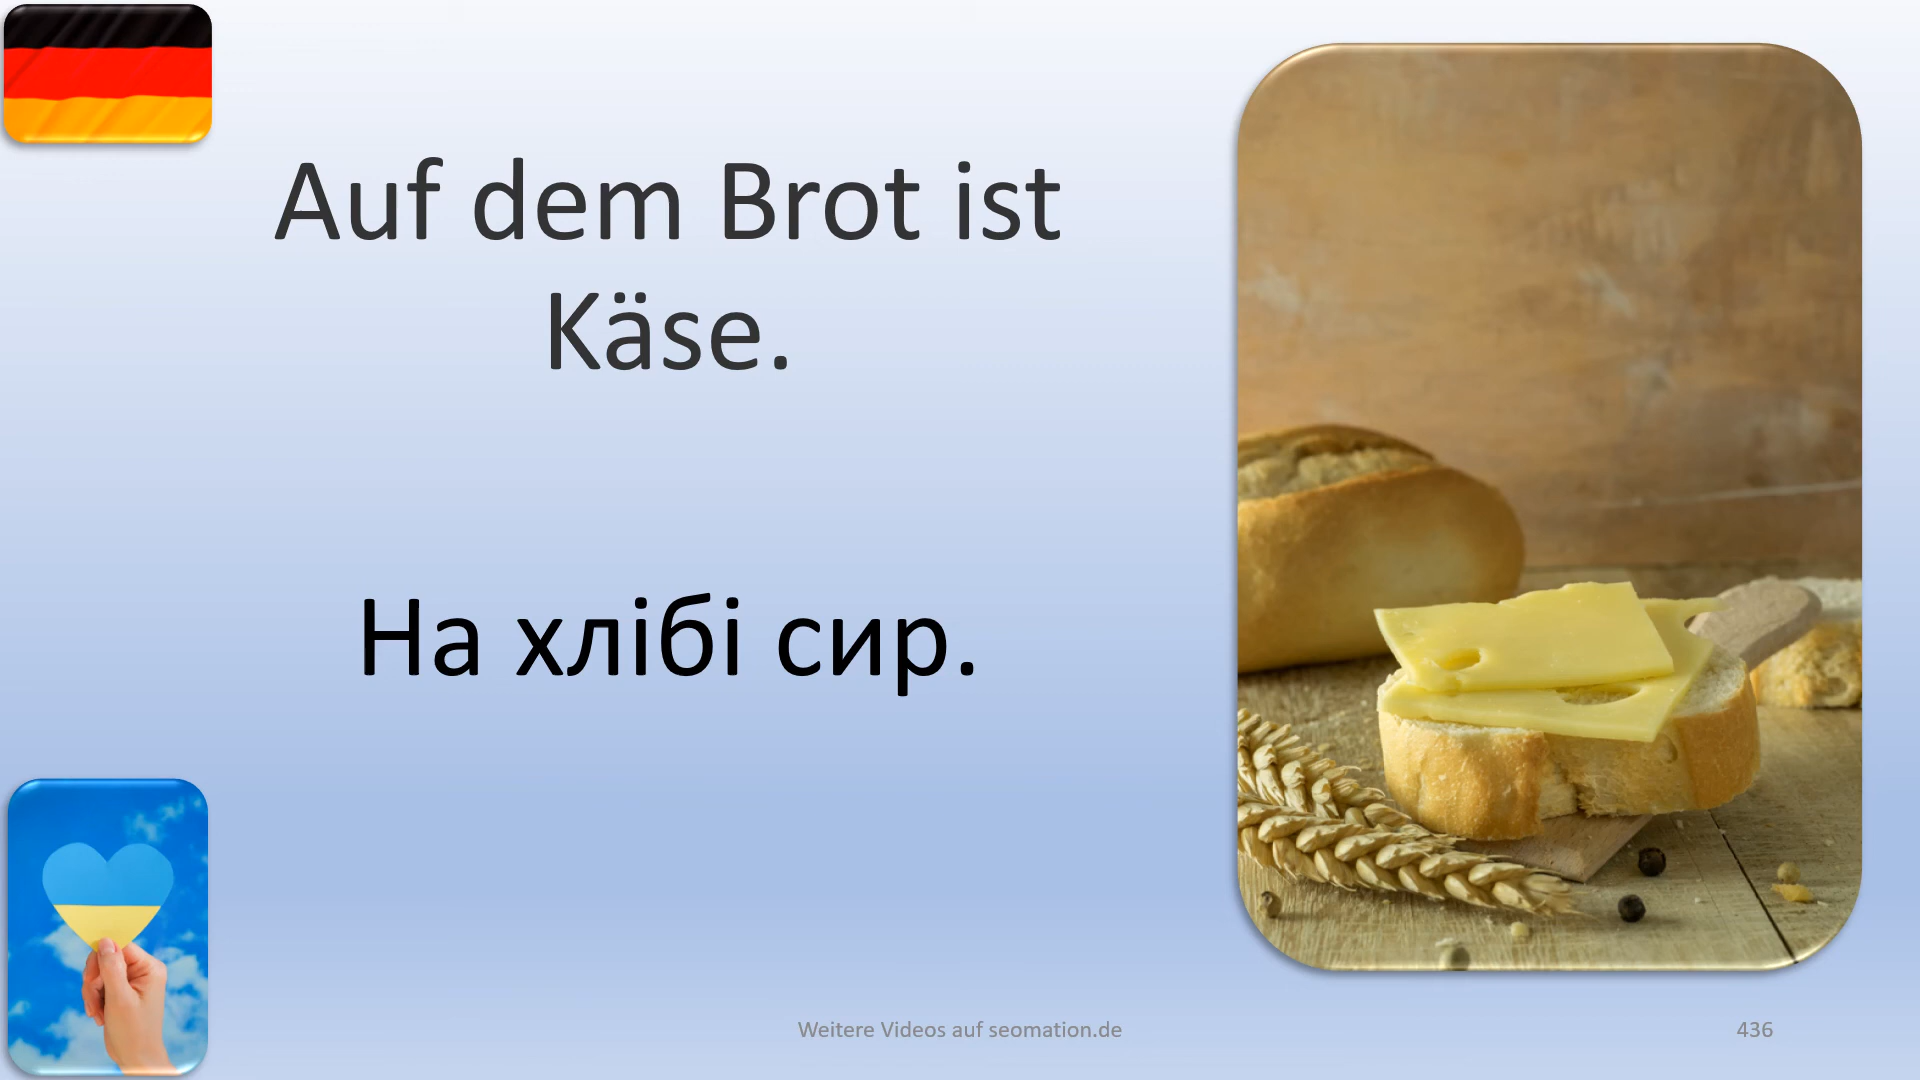 Auf dem Brot ist
Käse.
На хлібі сир.
Weitere Videos auf seomation.de
436